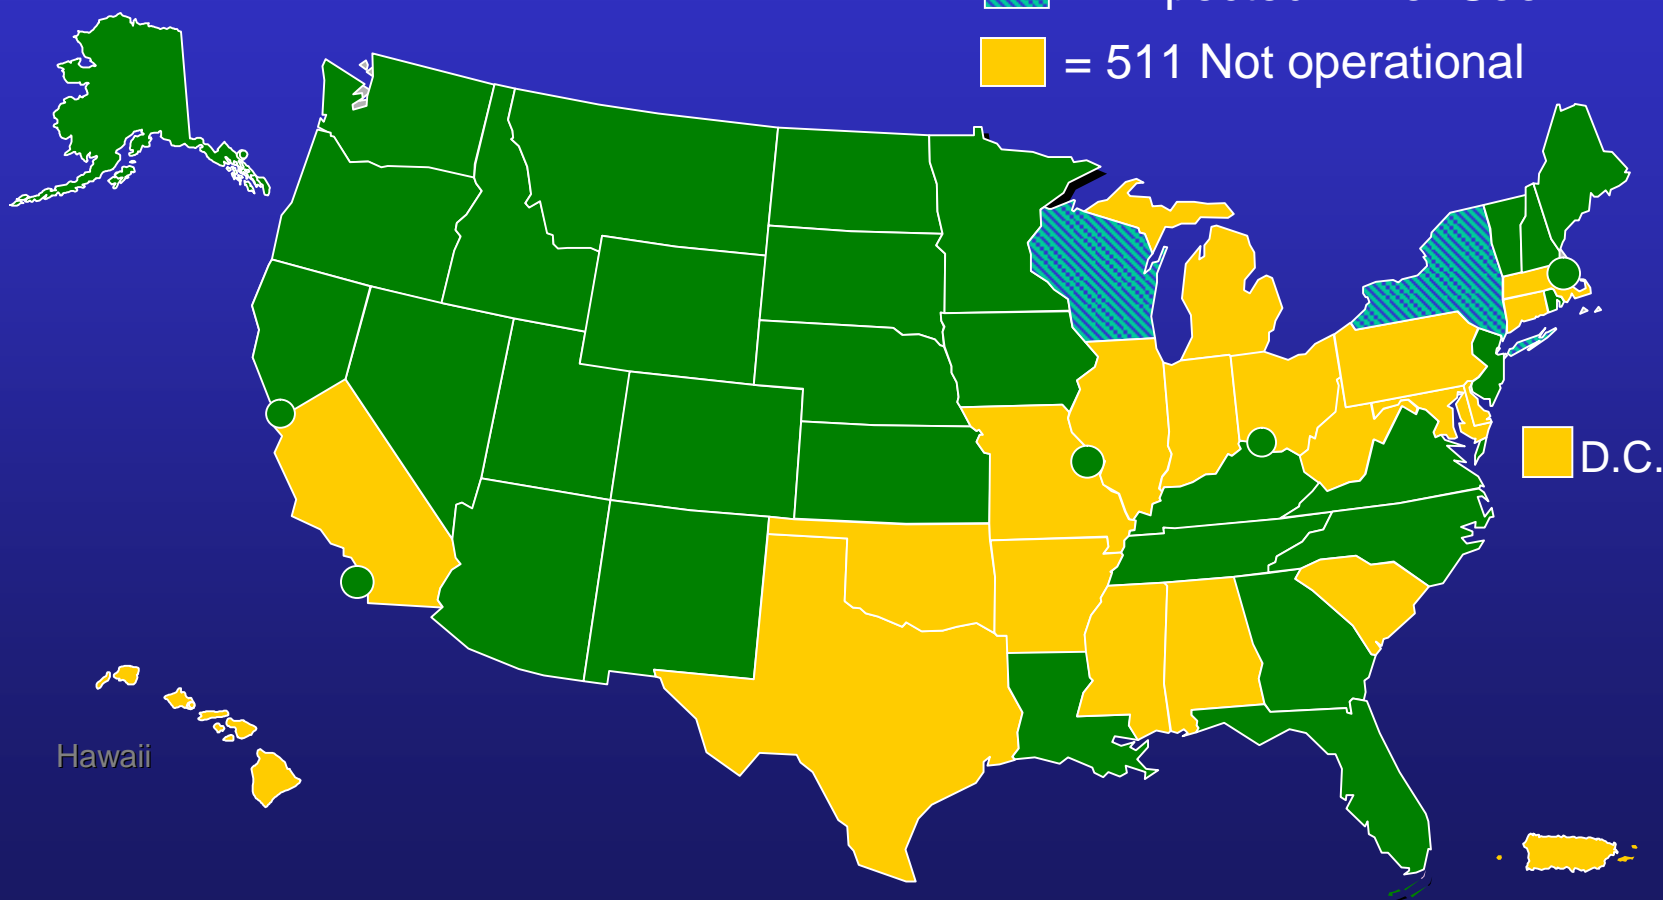 = 511 Not operational
D.C.
Hawaii